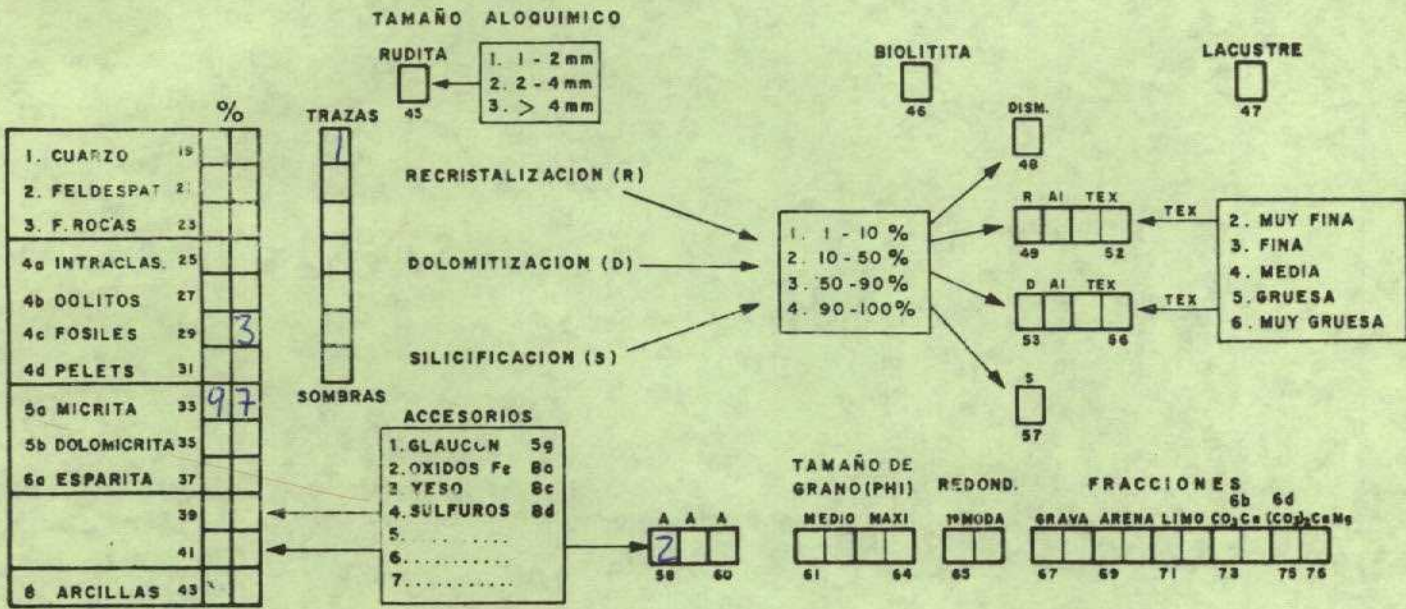 TAMAÑO ALOQUIMICO
RUDITA
1. 1 - 2 mm
2. 2 - 4 mm
3. > 4 mm
45
BIOLITITA
46
LACUSTRE
47
%
1. CUARZO 19
2. FELDESPAT 21
3. F. ROCAS 23
4a INTRACLAS. 25
4b OOLITOS 27
4c FOSILES 29 3
4d PELETS 31
5a MICRITA 33 97
5b DOLOMICRITA 35
6a ESPARITA 37
39
41
8 ARCILLAS 43
TRAZAS
1
SOMBRAS
RECRISTALIZACION (R)
DOLOMITIZACION (D)
SILICIFICACION (S)
1. 1 - 10 %
2. 10 - 50 %
3. 50 - 90 %
4. 90 - 100%
DISM.
48
R AI TEX
49 52
TEX
D AI TEX
53 56
TEX
S
57
2. MUY FINA
3. FINA
4. MEDIA
5. GRUESA
6. MUY GRUESA
ACCESORIOS
1. GLAUCON 5g
2. OXIDOS Fe 8a
3. YESO 8c
4. SULFUROS 8d
5...........
6...........
7...........
A A A
2
58 60
TAMAÑO DE
GRANO (PHI)
MEDIO MAXI
61 64
REDOND.
1ª MODA
65
FRACCIONES
6b 6d
GRAVA ARENA LIMO CO3Ca (CO3)2CaMg
67 69 71 73 75 76